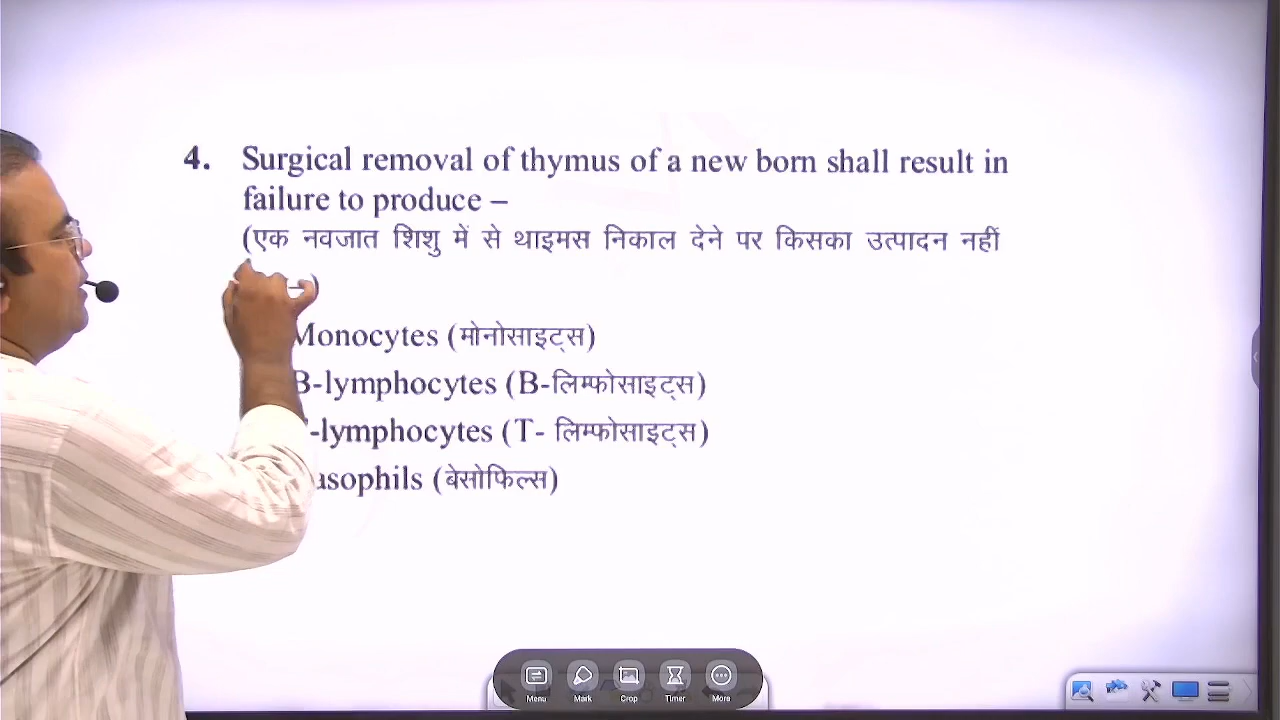 4. Surgical removal of thymus of a new born shall result in
failure to produce –
(एक नवजात शिशु में से थाइमस निकाल देने पर किसका उत्पादन नहीं
–)
Monocytes (मोनोसाइट्स)
B-lymphocytes (B-लिम्फोसाइट्स)
-lymphocytes (T- लिम्फोसाइट्स)
asophils (बेसोफिल्स)
Menu Mark Crop Timer More